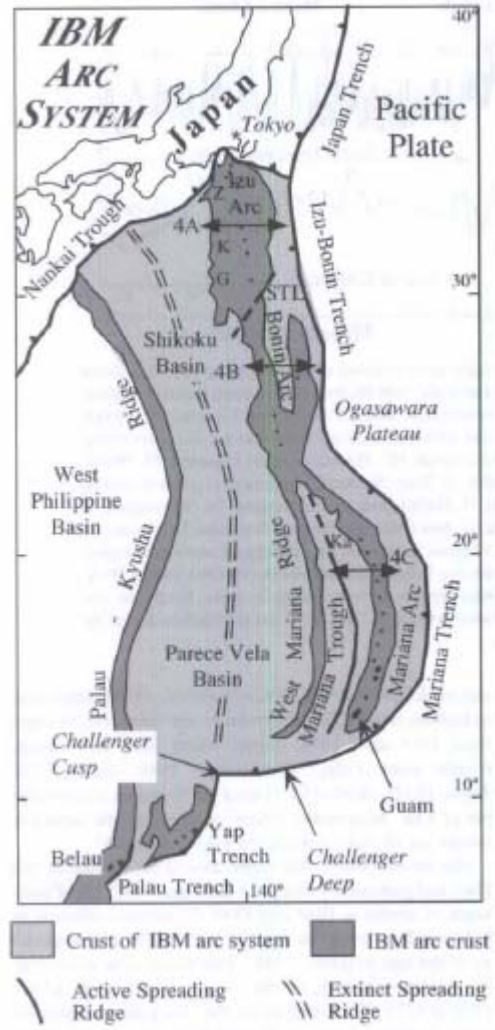 IBM
ARC
SYSTEM
40°
Japan
Tokyo
Japan Trench
Pacific
Plate
Izu
Arc
Nankai Trough
4A
K
G
Izu-Bonin Trench
STL
30°
Shikoku
Basin
4B
Bonin Arc
Ogasawara
Plateau
Kyushu Ridge
West
Philippine
Basin
20°
4C
West Mariana Ridge
Mariana Trough
Mariana Arc
Mariana Trench
Parece Vela
Basin
Palau
Challenger
Cusp
10°
Guam
Yap
Trench
Challenger
Deep
Belau
Palau Trench
140°
Crust of IBM arc system
IBM arc crust
Active Spreading
Ridge
Extinct Spreading
Ridge